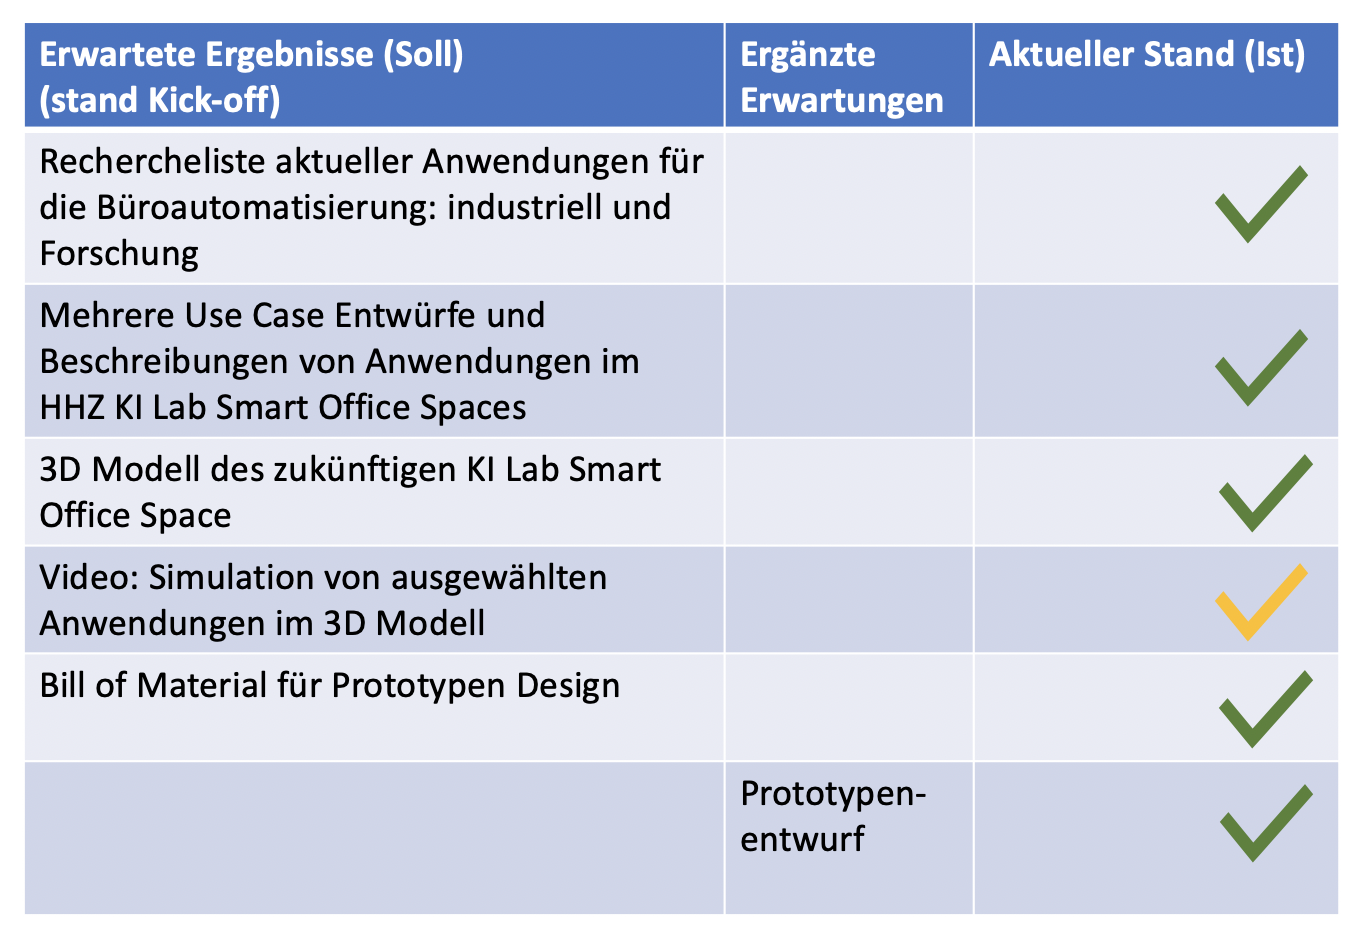 Erwartete Ergebnisse (Soll)
(stand Kick-off)
Ergänzte
Erwartungen
Aktueller Stand (Ist)
Rechercheliste aktueller Anwendungen für
die Büroautomatisierung: industriell und
Forschung
Mehrere Use Case Entwürfe und
Beschreibungen von Anwendungen im
HHZ KI Lab Smart Office Spaces
3D Modell des zukünftigen KI Lab Smart
Office Space
Video: Simulation von ausgewählten
Anwendungen im 3D Modell
Bill of Material für Prototypen Design
Prototypen-
entwurf